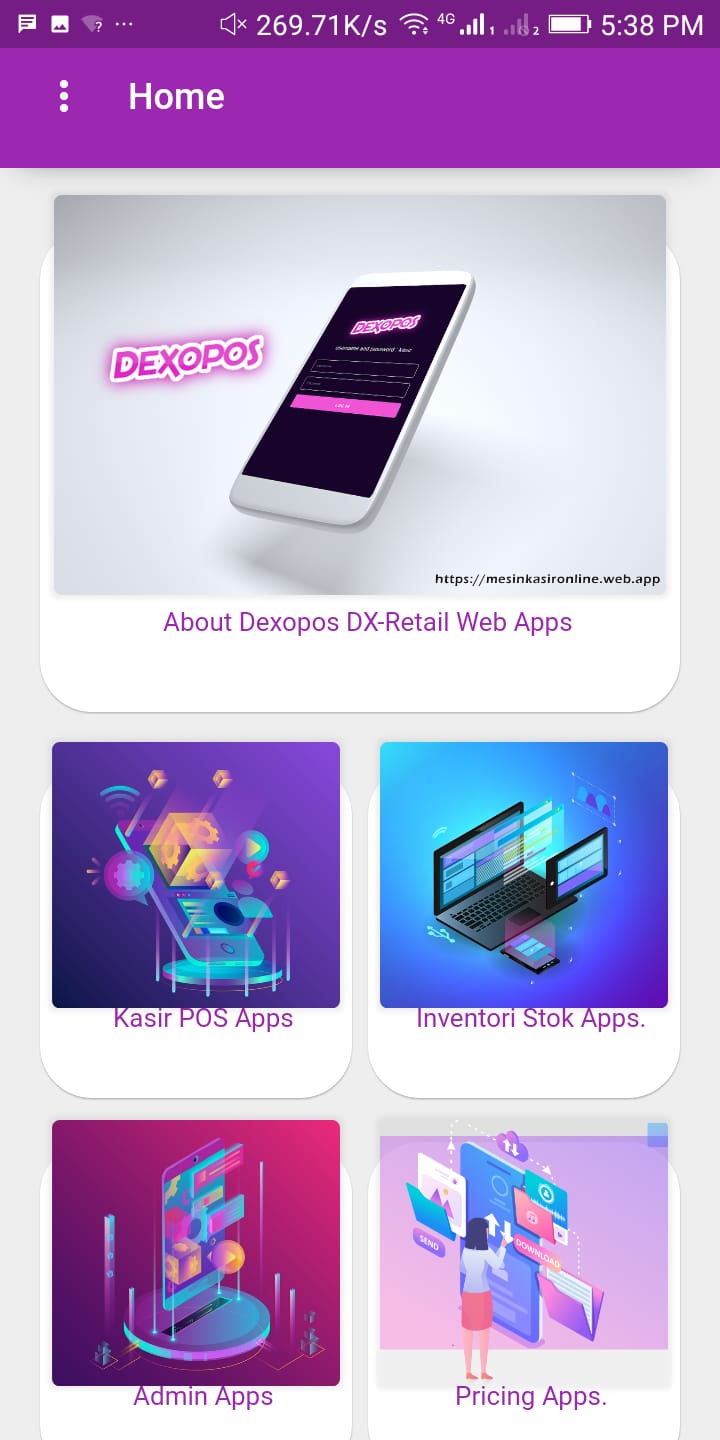 269.71K/s 4G 1 2 5:38 PM
Home
DEXOPOS
DEXOPOS
username and password : kasir
LOG IN
https://mesinkasironline.web.app
About Dexopos DX-Retail Web Apps
Kasir POS Apps
Inventori Stok Apps.
SEND
DOWNLOAD
Admin Apps
Pricing Apps.